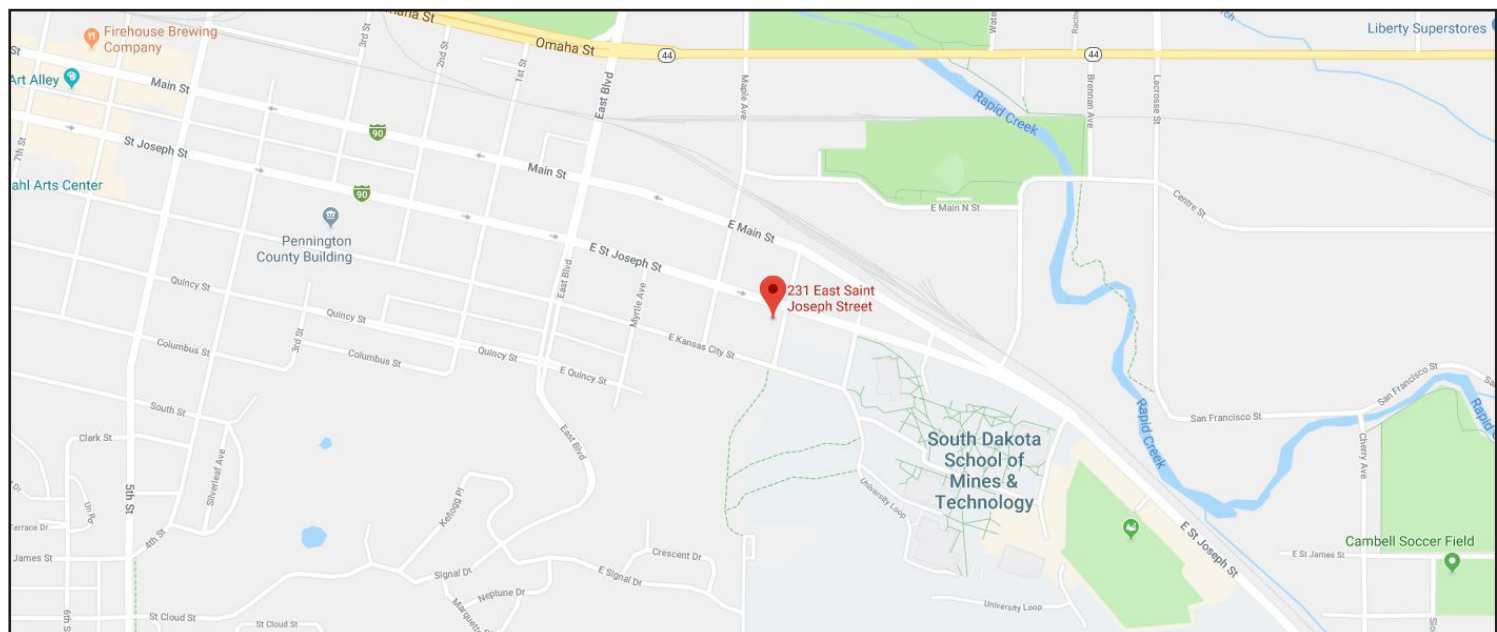 Firehouse Brewing
Company
Art Alley
ahl Arts Center
7th St
St
Main St
St Joseph St
90
90
3rd St
2nd St
1st St
aha St
Omaha St
44
East Blvd
Main St
Pennington
County Building
E St Joseph St
E Main St
Maple Ave
Rapid Creek
Brennan Ave
44
Lacrosse St
Liberty Superstores
E Main N St
Centre St
231 East Saint
Joseph Street
Quincy St
Quincy St
Quincy St
E Quincy St
Columbus St
Columbus St
3rd St
East Blvd
Myrtle Ave
E Kansas City St
South St
Clark St
Silverleaf Ave
5th St
4th St
Terrace Dr
James St
6th S
St Cloud St
St Cloud St
East Blvd
Kellogg Pl
Signal Dr
Neptune Dr
E Signal Dr
Crescent Dr
South Dakota
School of
Mines &
Technology
University Loop
University Loop
Rapid Creek
San Francisco St
San Francisco St
Cherry Ave
E St James St
Cambell Soccer Field
E St Joseph St